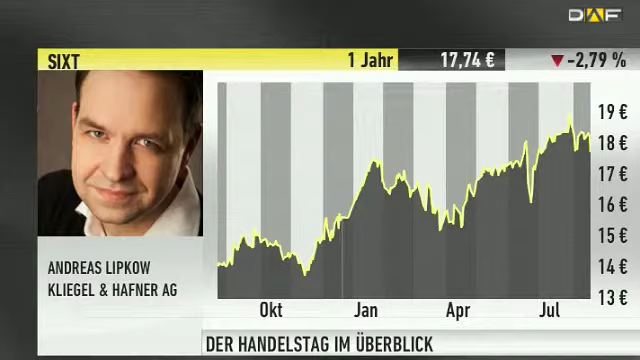 DAF
SIXT 1 Jahr 17,74 € ▼-2,79 %
19 €
18 €
17 €
16 €
15 €
14 €
13 €
Okt Jan Apr Jul
ANDREAS LIPKOW
KLIEGEL & HAFNER AG
DER HANDELSTAG IM ÜBERBLICK